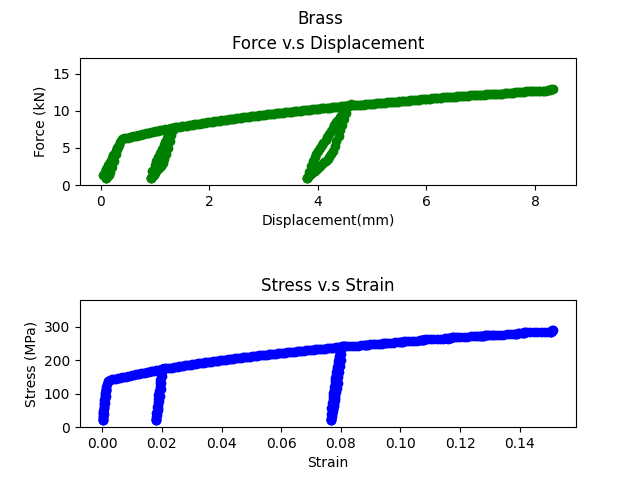 Brass
Force v.s Displacement
15
10
5
0
Force (kN)
0 2 4 6 8
Displacement(mm)
Stress v.s Strain
300
200
100
0
Stress (MPa)
0.00 0.02 0.04 0.06 0.08 0.10 0.12 0.14
Strain